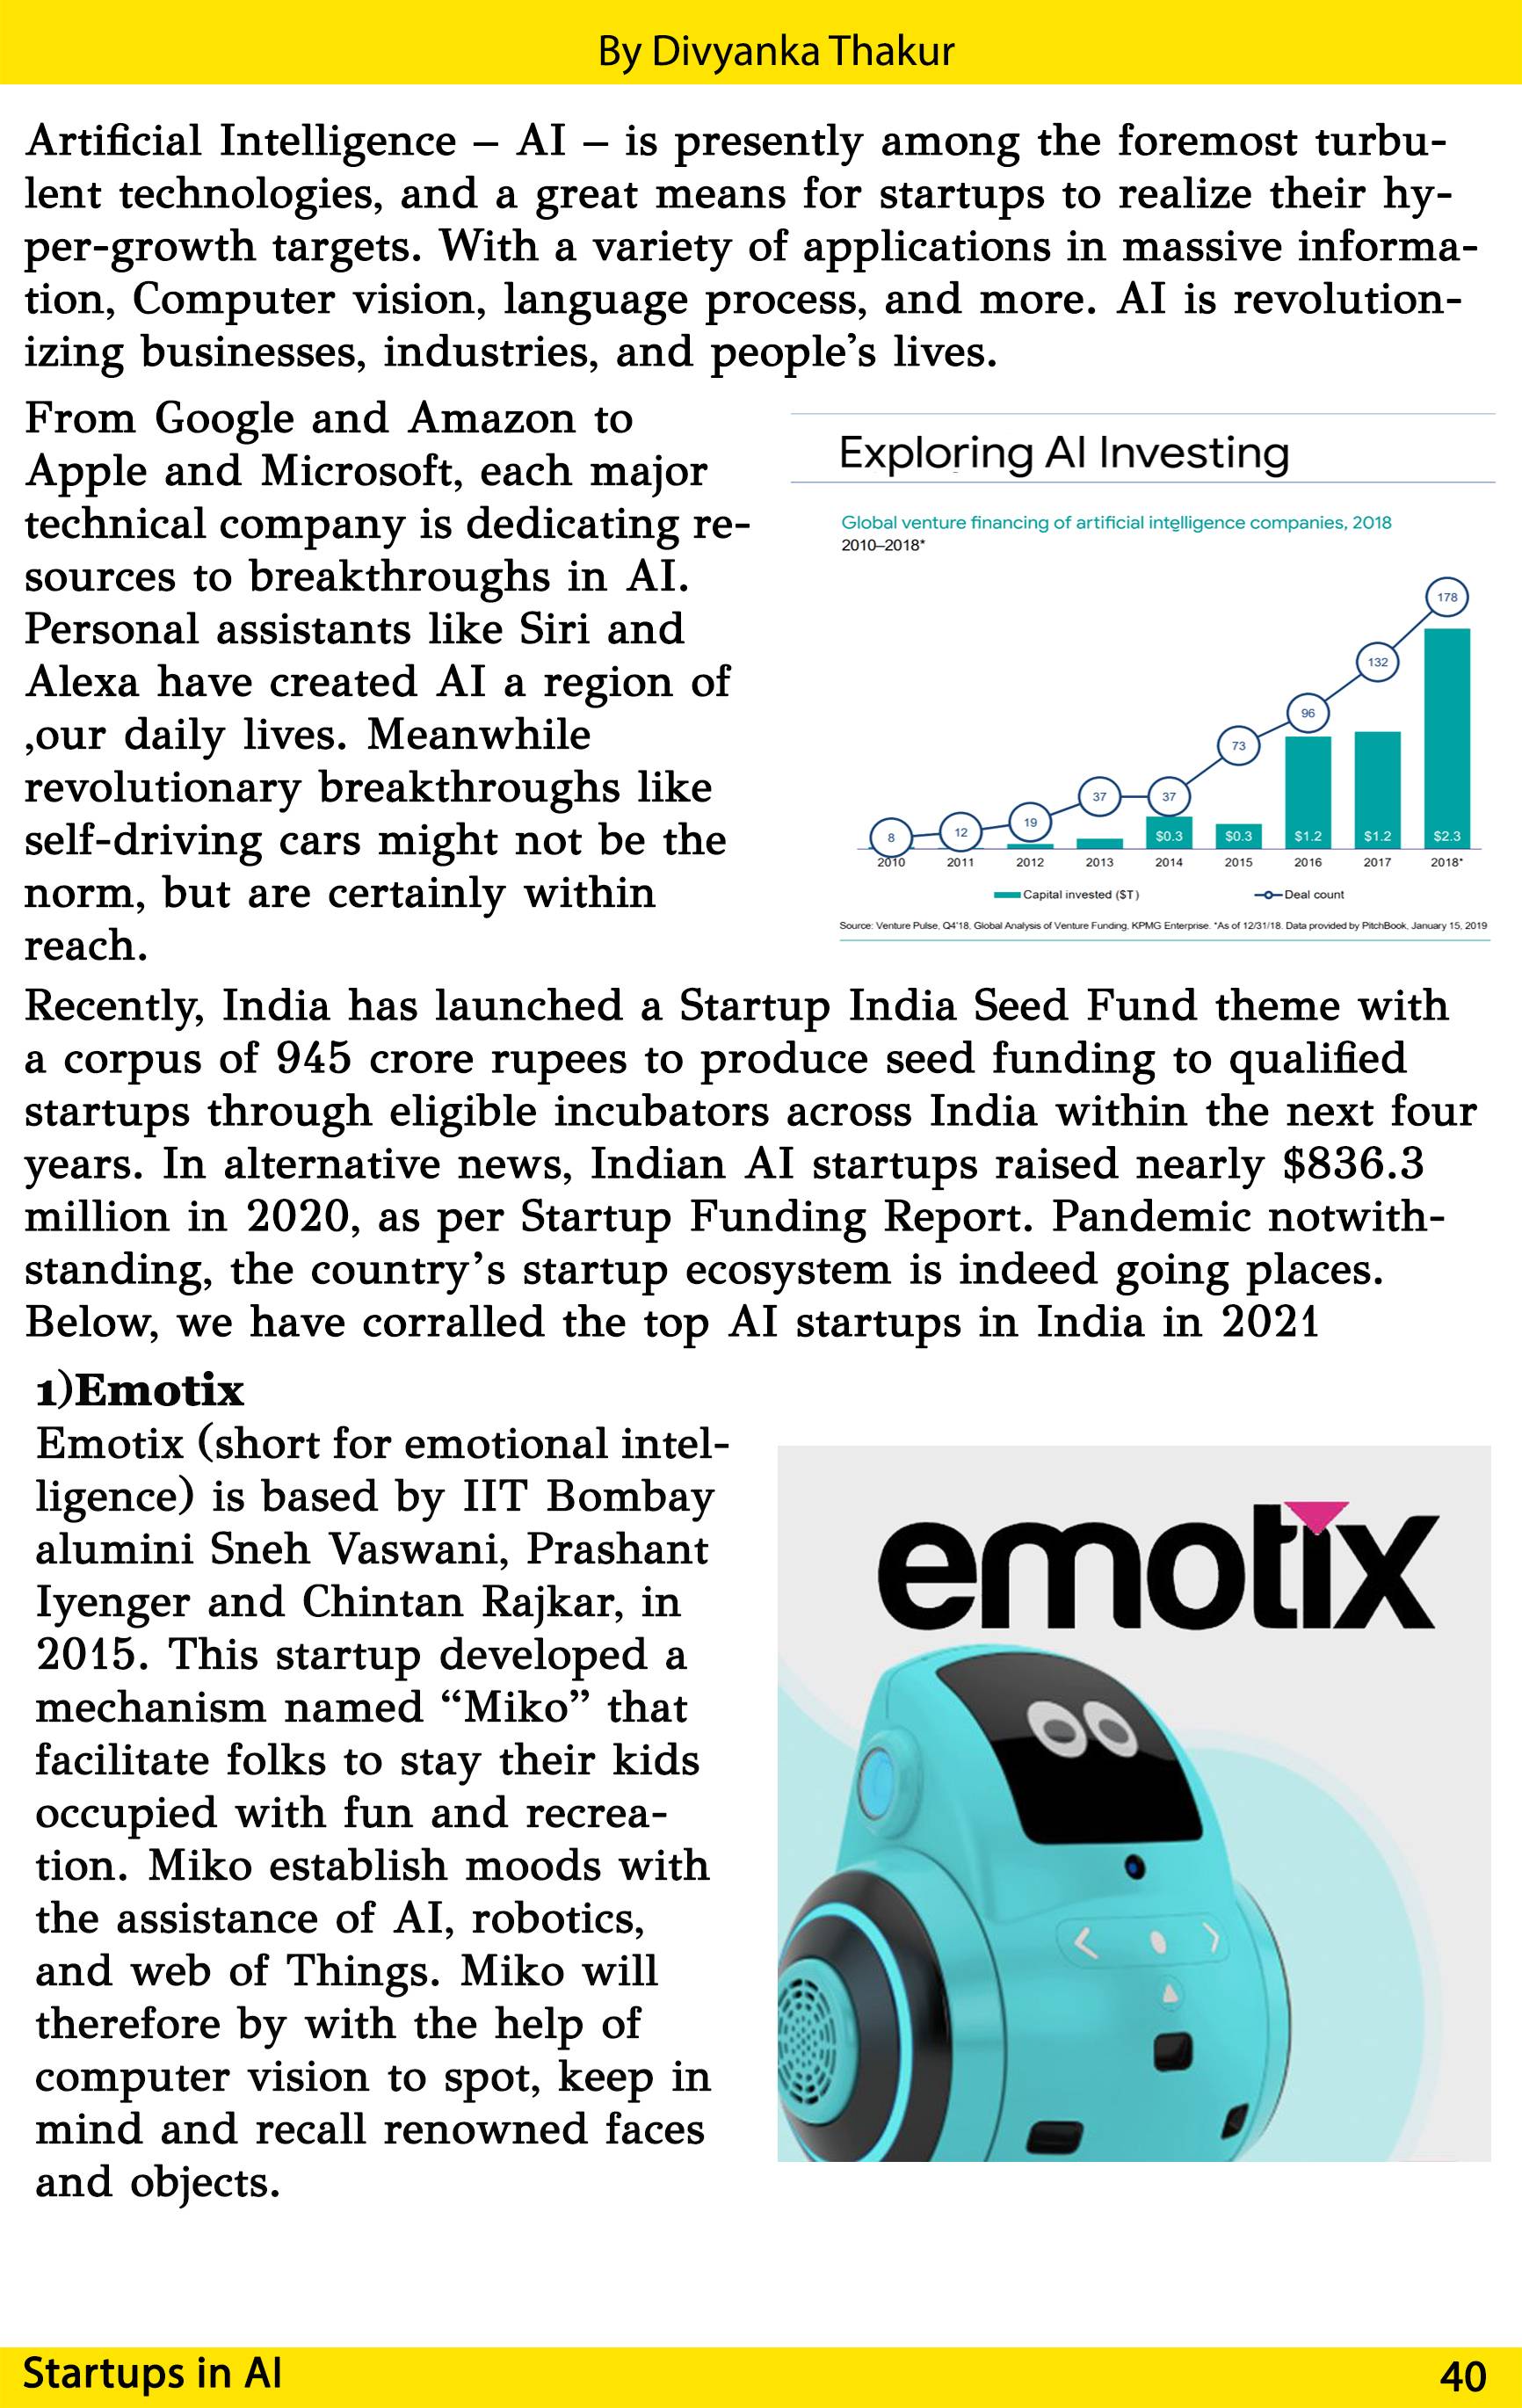 By Divyanka Thakur
Artificial Intelligence – AI – is presently among the foremost turbu-
lent technologies, and a great means for startups to realize their hy-
per-growth targets. With a variety of applications in massive informa-
tion, Computer vision, language process, and more. AI is revolution-
izing businesses, industries, and people’s lives.
From Google and Amazon to
Apple and Microsoft, each major
technical company is dedicating re-
sources to breakthroughs in AI.
Personal assistants like Siri and
Alexa have created AI a region of
,our daily lives. Meanwhile
revolutionary breakthroughs like
self-driving cars might not be the
norm, but are certainly within
reach.
Exploring AI Investing
Global venture financing of artificial intelligence companies, 2018
2010–2018*
8
12
19
37
37
73
96
132
178
$0.3
$0.3
$1.2
$1.2
$2.3
2010
2011
2012
2013
2014
2015
2016
2017
2018*
Capital invested ($T)
Deal count
Source: Venture Pulse, Q4'18, Global Analysis of Venture Funding, KPMG Enterprise. *As of 12/31/18. Data provided by PitchBook, January 15, 2019
Recently, India has launched a Startup India Seed Fund theme with
a corpus of 945 crore rupees to produce seed funding to qualified
startups through eligible incubators across India within the next four
years. In alternative news, Indian AI startups raised nearly $836.3
million in 2020, as per Startup Funding Report. Pandemic notwith-
standing, the country’s startup ecosystem is indeed going places.
Below, we have corralled the top AI startups in India in 2021
1)Emotix
Emotix (short for emotional intel-
ligence) is based by IIT Bombay
alumini Sneh Vaswani, Prashant
Iyenger and Chintan Rajkar, in
2015. This startup developed a
mechanism named “Miko” that
facilitate folks to stay their kids
occupied with fun and recrea-
tion. Miko establish moods with
the assistance of AI, robotics,
and web of Things. Miko will
therefore by with the help of
computer vision to spot, keep in
mind and recall renowned faces
and objects.
emotix
Startups in AI
40